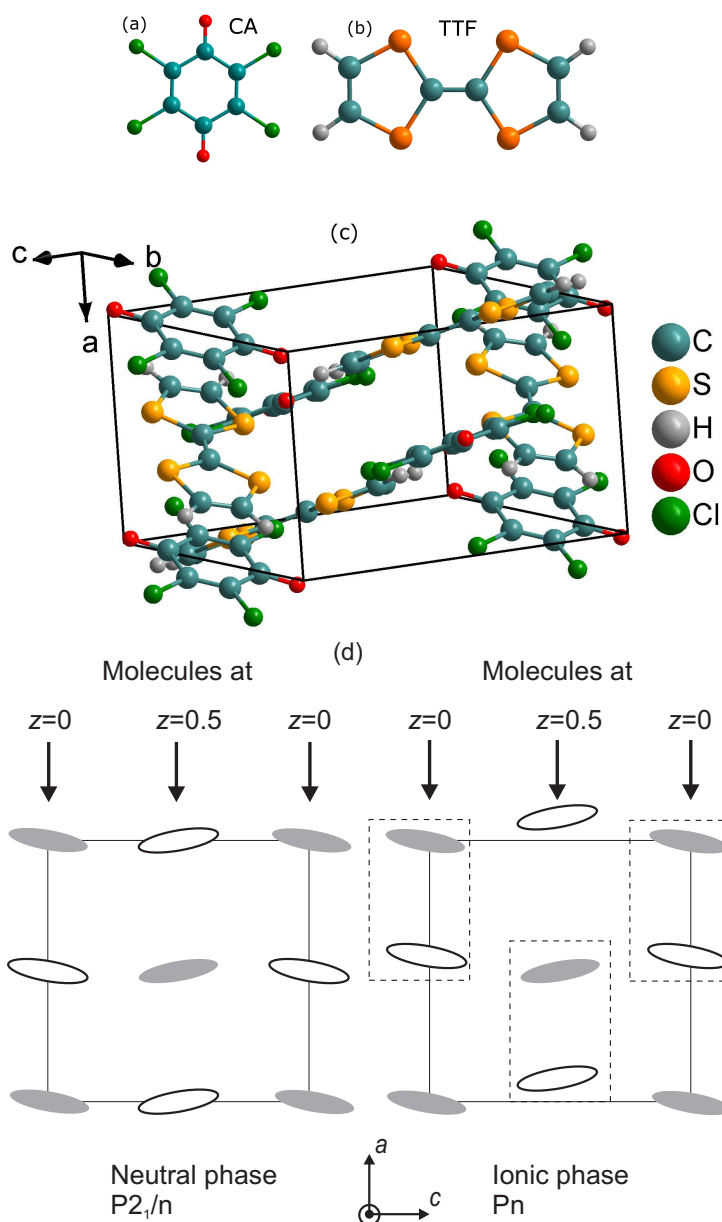 (a) CA (b) TTF
(c)
c b
a
C
S
H
O
Cl
(d)
Molecules at Molecules at
z=0 z=0.5 z=0 z=0 z=0.5 z=0
a
Neutral phase c Ionic phase
P2₁/n Pn